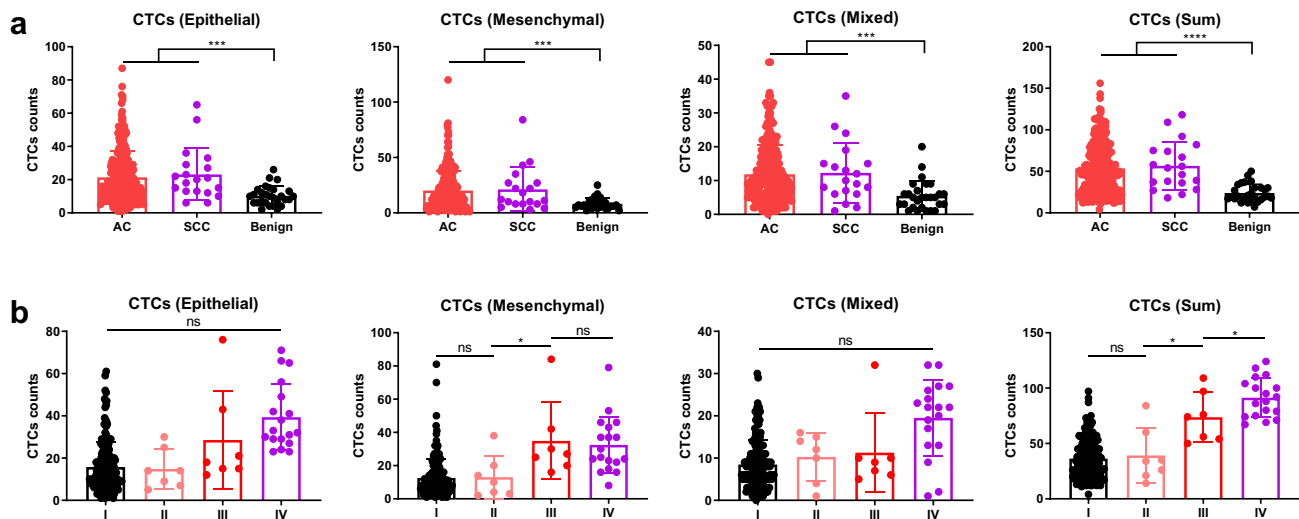 a
CTCs (Epithelial)
CTCs counts
100
80
60
40
20
0
***
AC
SCC
Benign
CTCs (Mesenchymal)
CTCs counts
150
100
50
0
***
AC
SCC
Benign
CTCs (Mixed)
CTCs counts
50
40
30
20
10
0
***
AC
SCC
Benign
CTCs (Sum)
CTCs counts
200
150
100
50
0
****
AC
SCC
Benign
b
CTCs (Epithelial)
CTCs counts
80
60
40
20
0
ns
I
II
III
IV
CTCs (Mesenchymal)
CTCs counts
100
80
60
40
20
0
ns
*
ns
I
II
III
IV
CTCs (Mixed)
CTCs counts
40
30
20
10
0
ns
I
II
III
IV
CTCs (Sum)
CTCs counts
150
100
50
0
ns
*
*
I
II
III
IV